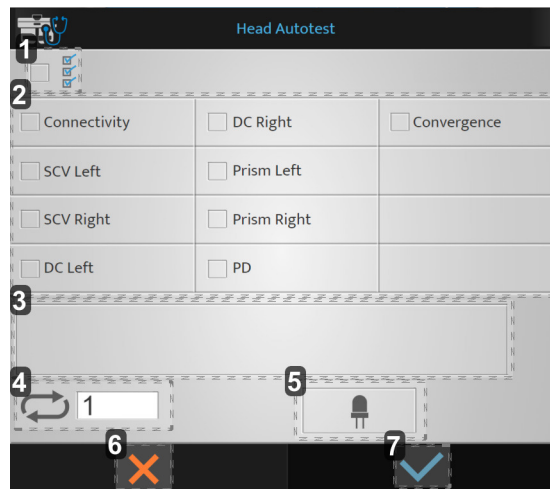 Head Autotest
1
2
Connectivity DC Right Convergence
SCV Left Prism Left
SCV Right Prism Right
DC Left PD
3
4
1
5
6
7